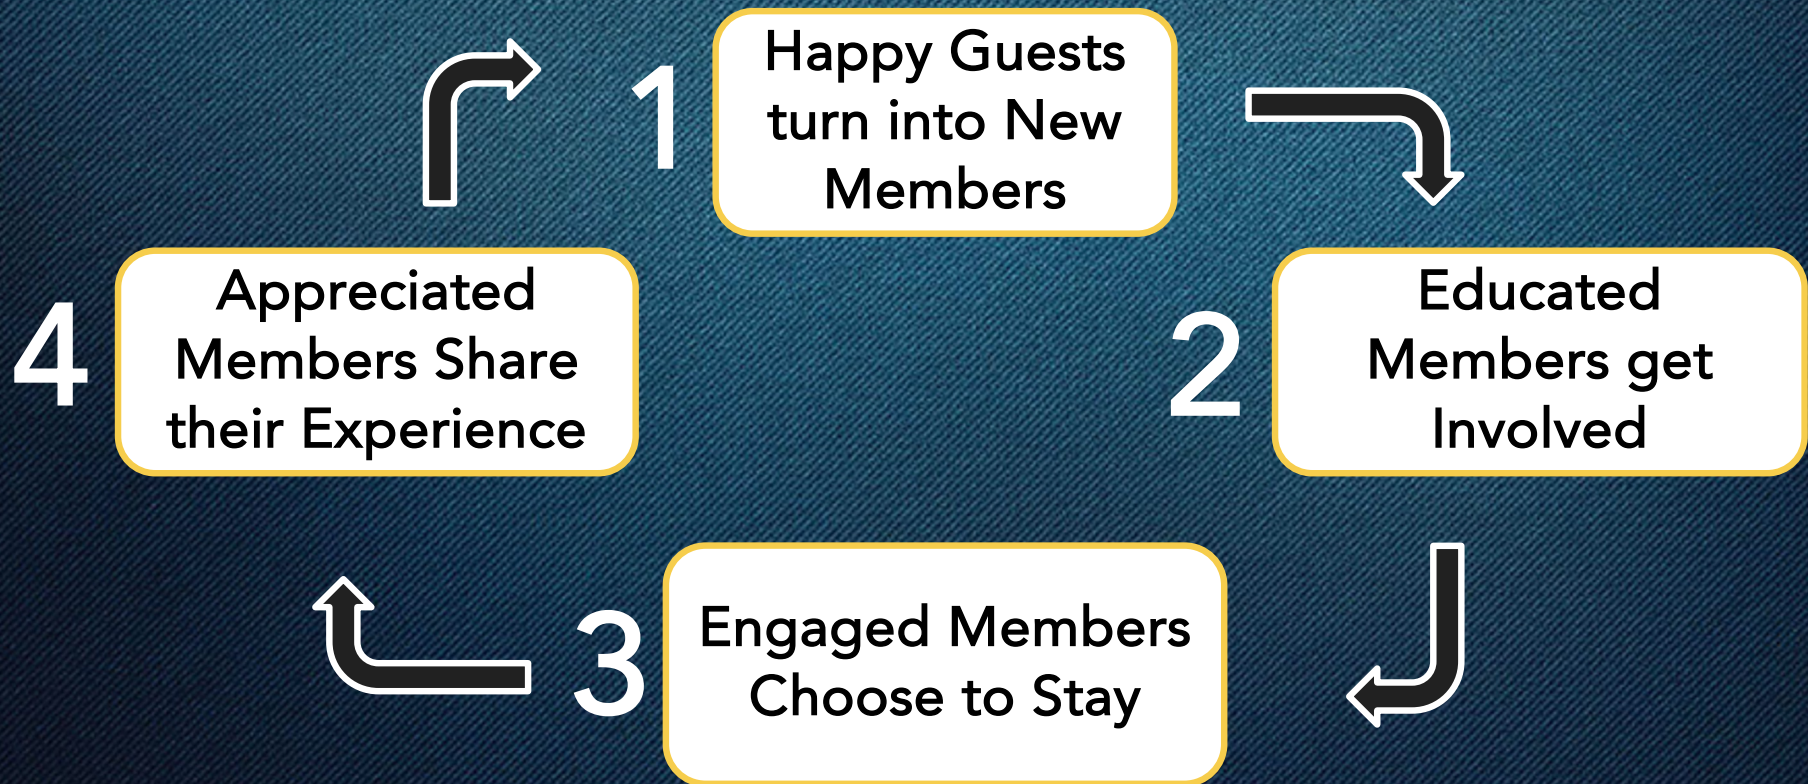 1
Happy Guests
turn into New
Members
2
Educated
Members get
Involved
3
Engaged Members
Choose to Stay
4
Appreciated
Members Share
their Experience